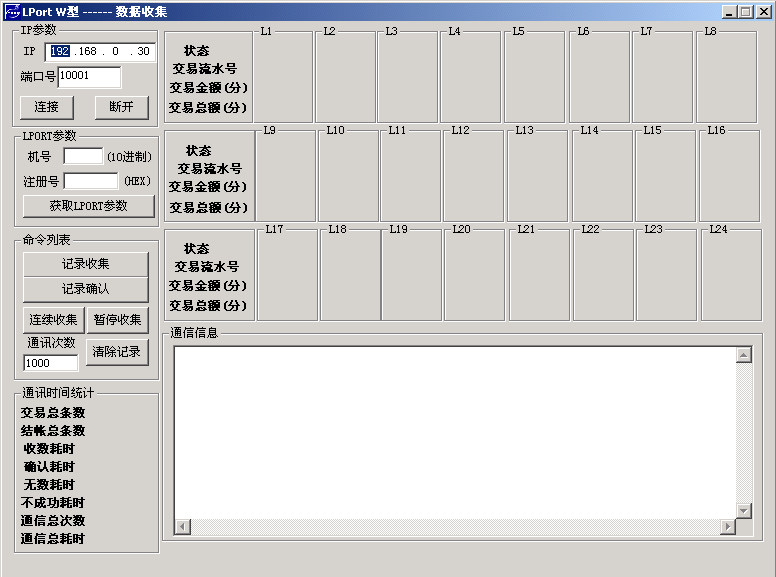 LPort W型 ------ 数据收集
IP参数
IP 192 .168 . 0 . 30
端口号 10001
连接 断开
LPORT参数
机号 (10进制)
注册号 (HEX)
获取LPORT参数
命令列表
记录收集
记录确认
连续收集 暂停收集
通讯次数
1000
清除记录
通讯时间统计
交易总条数
结帐总条数
收数耗时
确认耗时
无数耗时
不成功耗时
通信总次数
通信总耗时
L1 L2 L3 L4 L5 L6 L7 L8
状态
交易流水号
交易金额(分)
交易总额(分)
L9 L10 L11 L12 L13 L14 L15 L16
状态
交易流水号
交易金额(分)
交易总额(分)
L17 L18 L19 L20 L21 L22 L23 L24
状态
交易流水号
交易金额(分)
交易总额(分)
通信信息